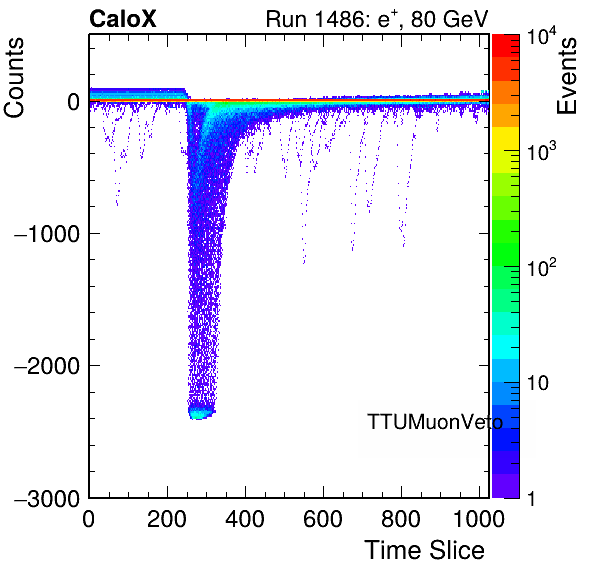 CaloX Run 1486: e⁺, 80 GeV
Counts
Events
0
−1000
−2000
−3000
10⁴
10³
10²
10
1
TTUMuonVeto
0 200 400 600 800 1000
Time Slice